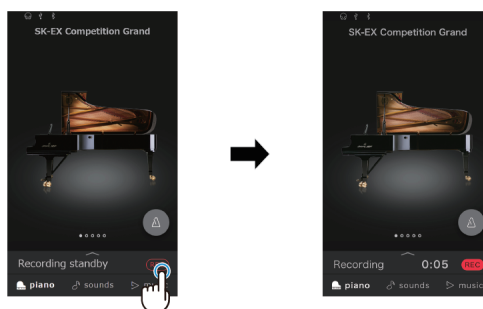 SK-EX Competition Grand
Recording standby
piano sounds
SK-EX Competition Grand
Recording 0:05 REC
piano sounds music